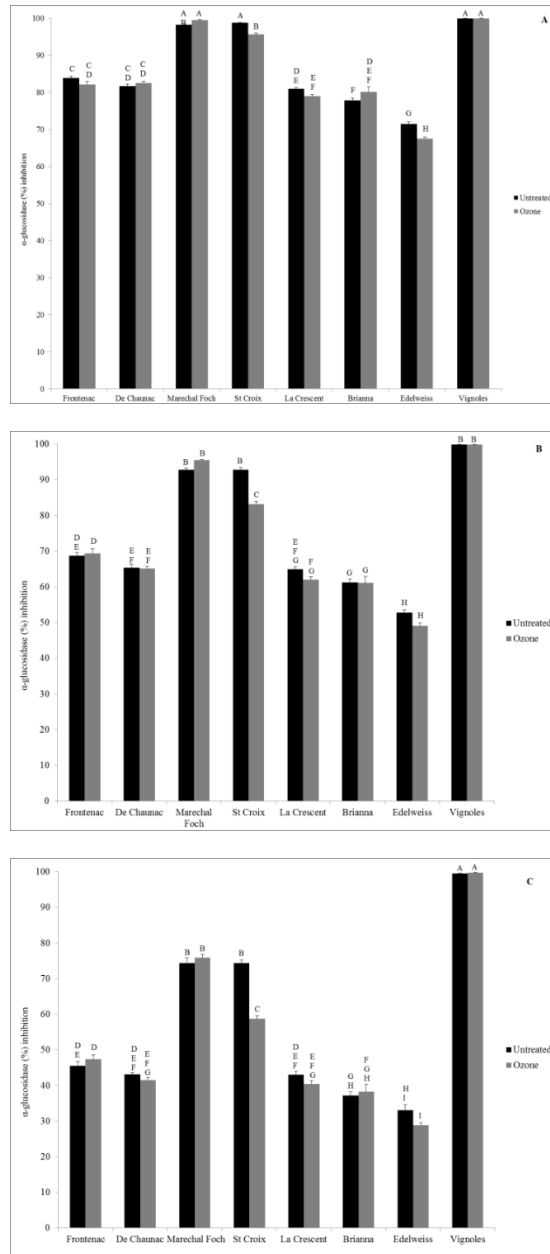 A
100
90
80
70
60
50
40
30
20
10
0
α-glucosidase (%) inhibition
C
C
D
C
D
C
D
A
B
A
A
B
D
E
E
F
F
D
E
F
G
H
A
A
Untreated
Ozone
Frontenac
De Chaunac
Marechal Foch
St Croix
La Crescent
Brianna
Edelweiss
Vignoles
B
100
90
80
70
60
50
40
30
20
10
0
α-glucosidase (%) inhibition
D
E
D
E
F
E
F
B
B
B
C
E
F
G
F
G
G
G
H
H
B
B
Untreated
Ozone
Frontenac
De Chaunac
Marechal
Foch
St Croix
La Crescent
Brianna
Edelweiss
Vignoles
C
100
90
80
70
60
50
40
30
20
10
0
α-glucosidase (%) inhibition
D
E
D
D
E
F
E
F
G
B
B
B
C
D
E
F
E
F
G
G
H
F
G
H
H
I
I
A
A
Untreated
Ozone
Frontenac
De Chaunac
Marechal Foch
St Croix
La Crescent
Brianna
Edelweiss
Vignoles